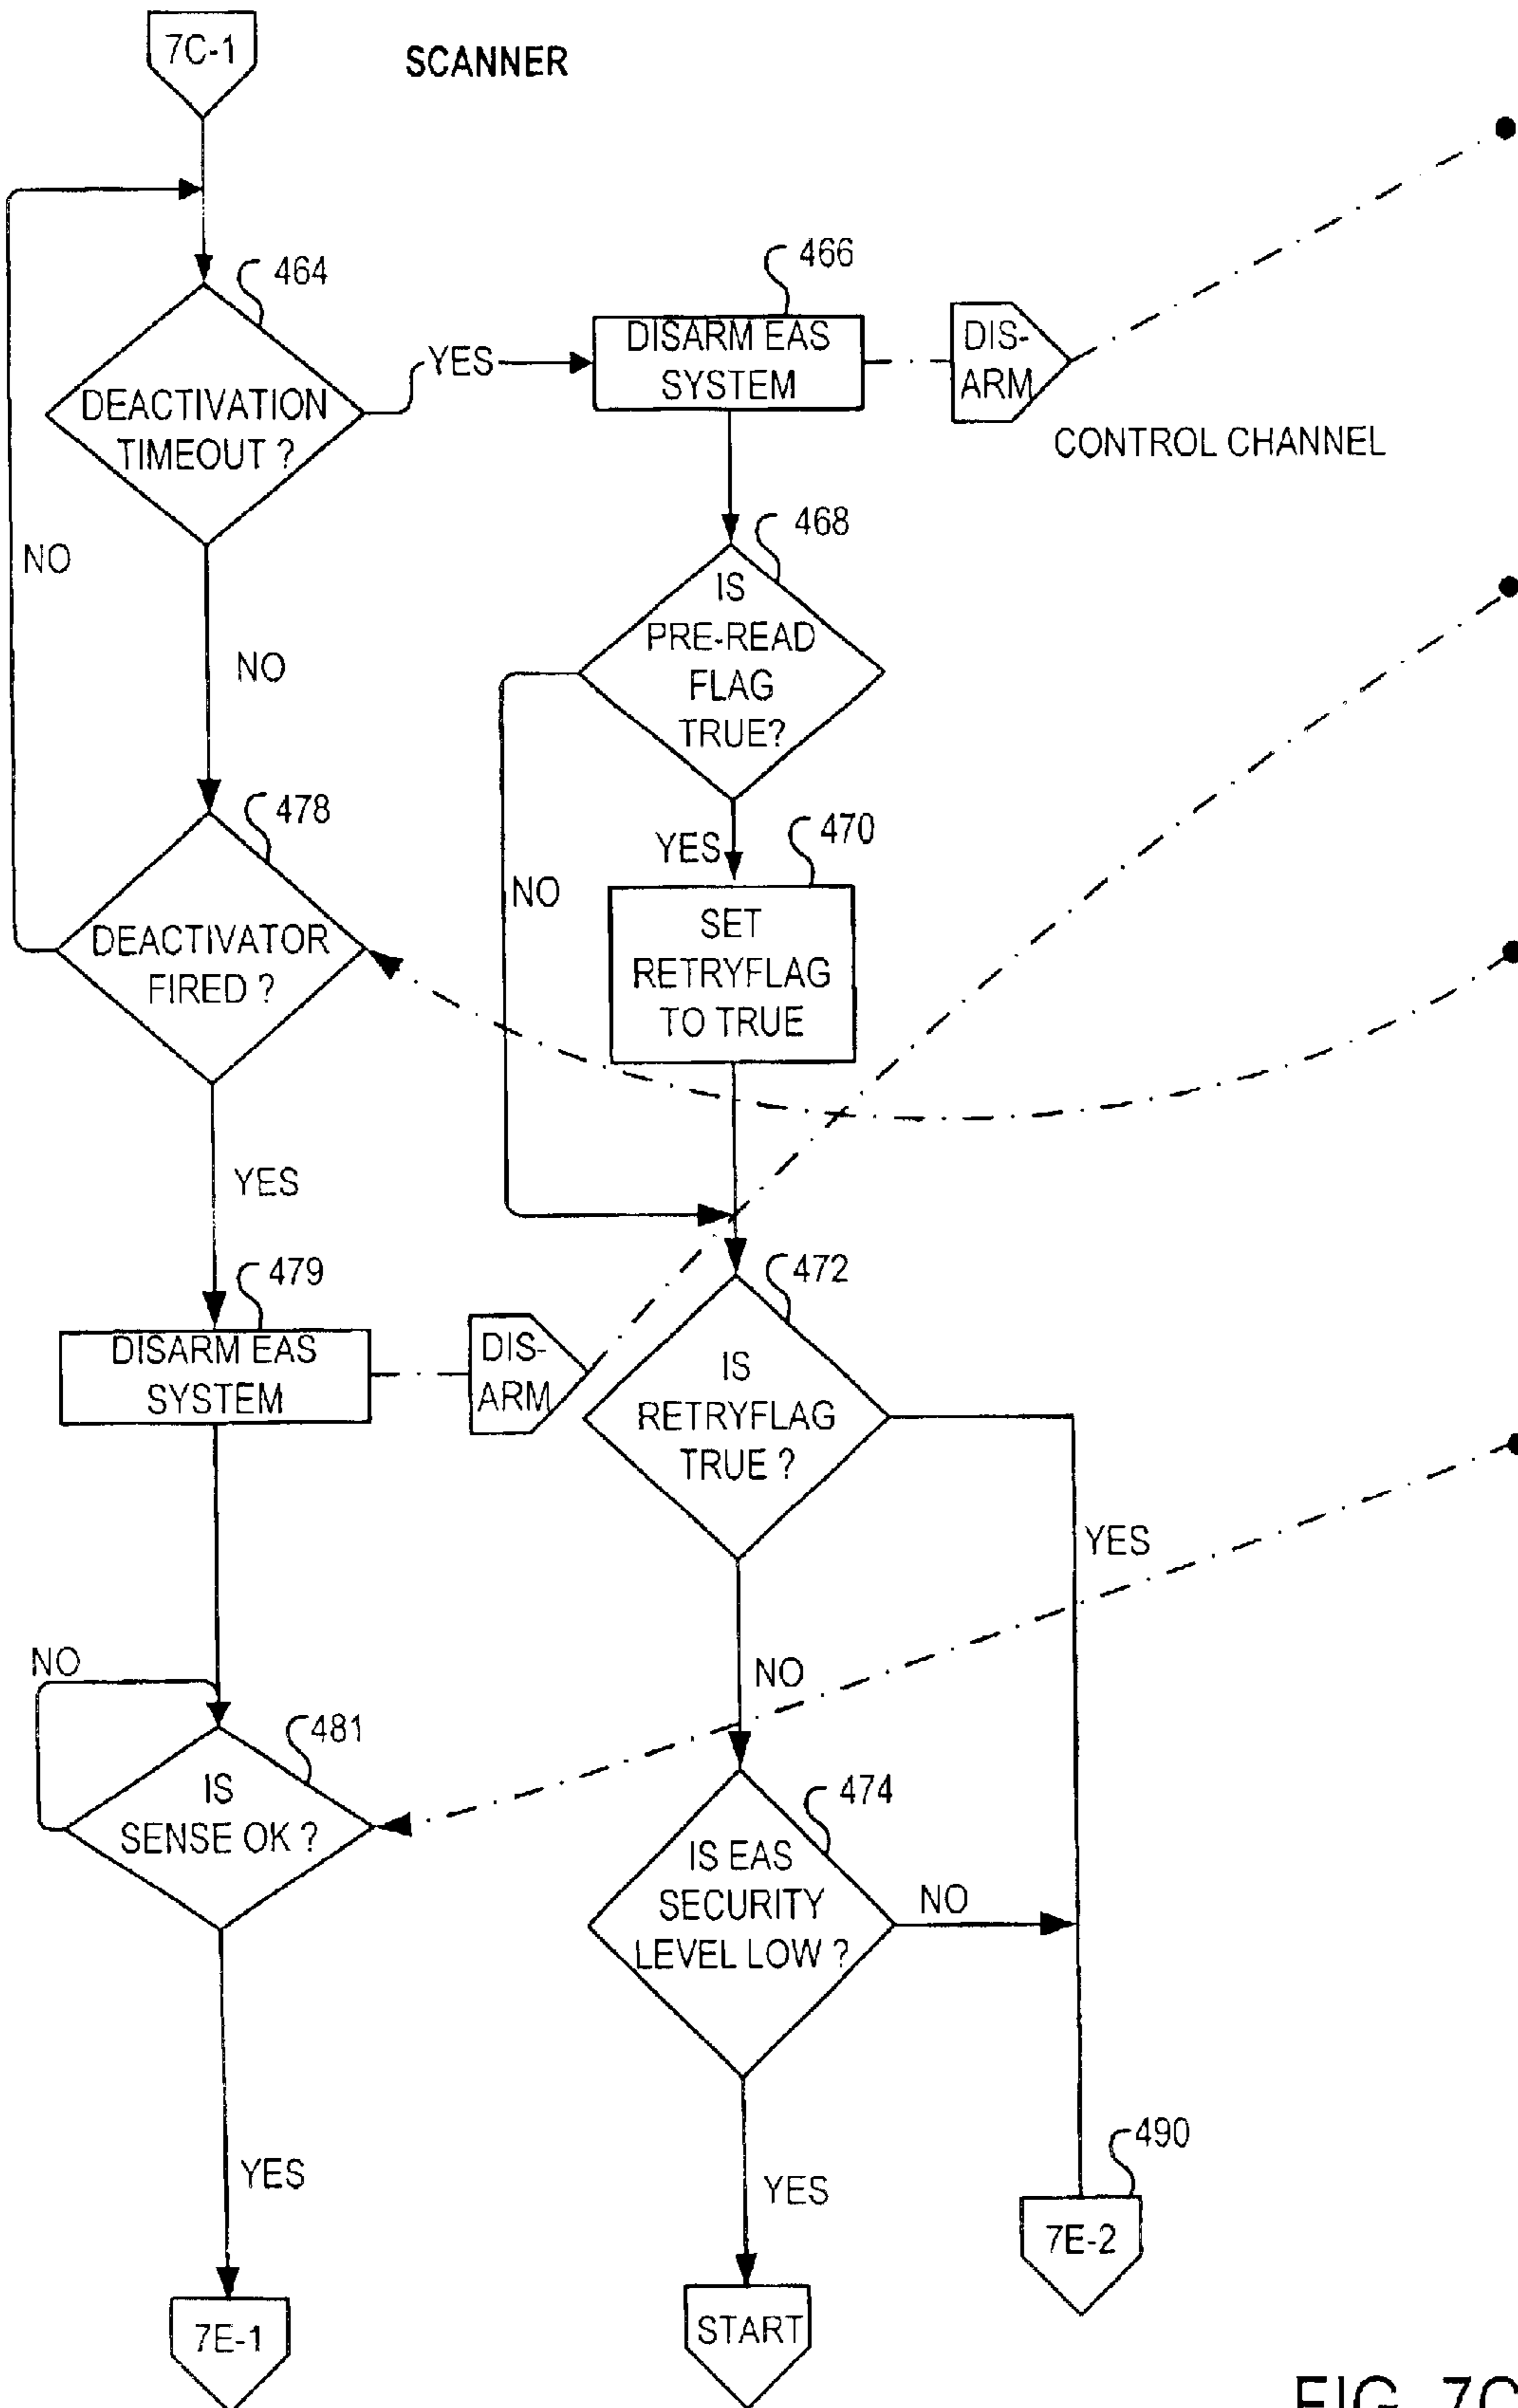 7C-1
SCANNER
464
466
YES
DISARM EAS
SYSTEM
DIS-
ARM
DEACTIVATION
TIMEOUT ?
CONTROL CHANNEL
NO
NO
468
IS
PRE-READ
FLAG
TRUE?
478
YES
470
NO
DEACTIVATOR
FIRED ?
SET
RETRYFLAG
TO TRUE
YES
479
472
DISARM EAS
SYSTEM
DIS-
ARM
IS
RETRYFLAG
TRUE ?
YES
NO
NO
481
IS
SENSE OK ?
474
IS EAS
SECURITY
LEVEL LOW ?
NO
YES
YES
490
7E-2
7E-1
START
FIG. 7C